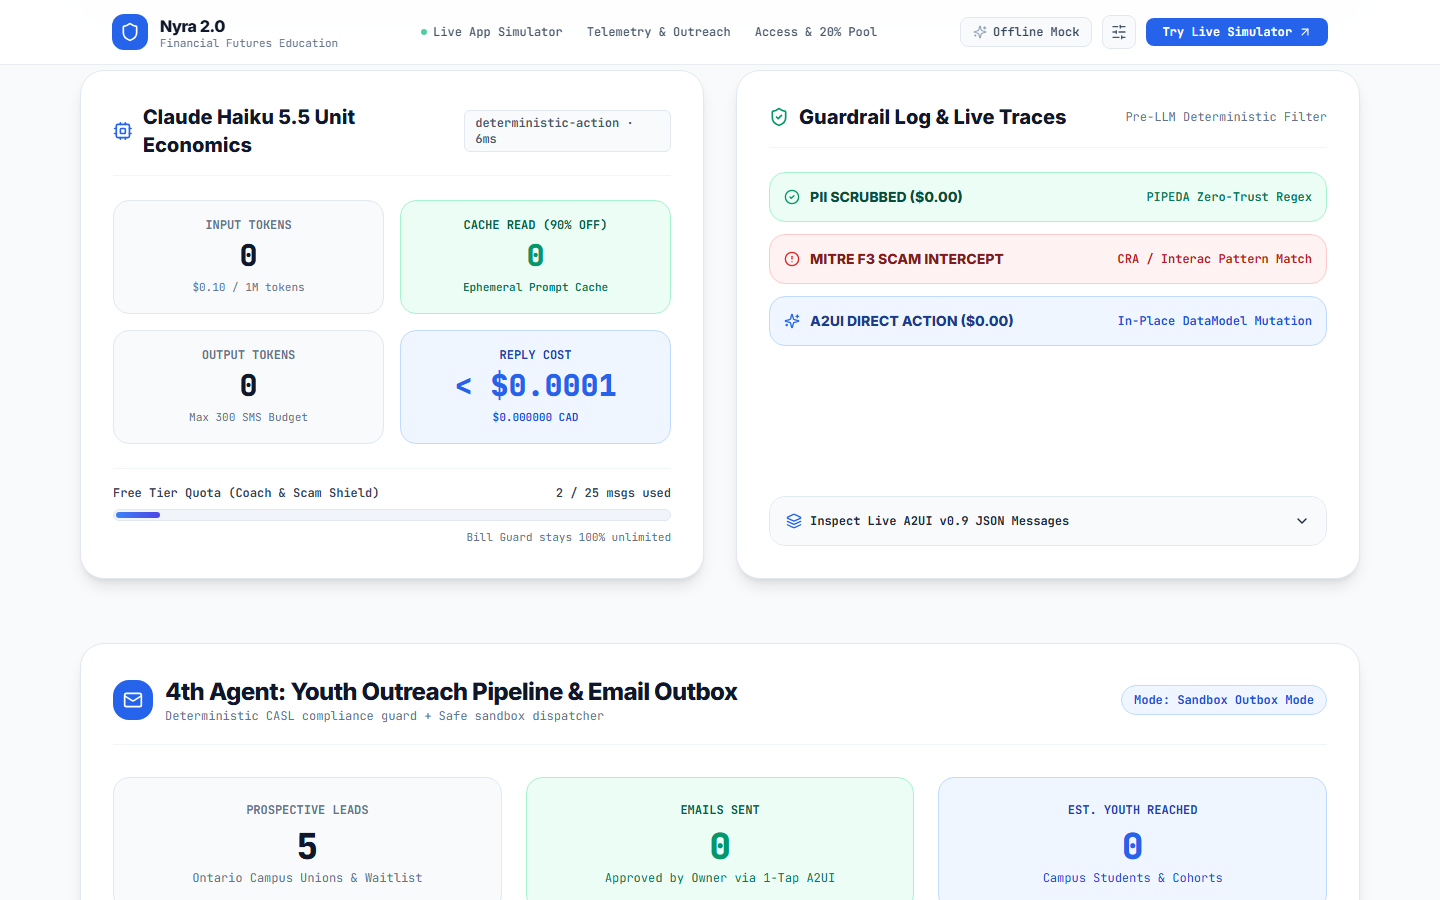 Nyra 2.0
Financial Futures Education
Live App Simulator
Telemetry & Outreach
Access & 20% Pool
Offline Mock
Try Live Simulator
Claude Haiku 5.5 Unit
Economics
deterministic-action ·
6ms
INPUT TOKENS
0
$0.10 / 1M tokens
CACHE READ (90% OFF)
0
Ephemeral Prompt Cache
OUTPUT TOKENS
0
Max 300 SMS Budget
REPLY COST
< $0.0001
$0.000000 CAD
Free Tier Quota (Coach & Scam Shield)
2 / 25 msgs used
Bill Guard stays 100% unlimited
Guardrail Log & Live Traces
Pre-LLM Deterministic Filter
PII SCRUBBED ($0.00)
PIPEDA Zero-Trust Regex
MITRE F3 SCAM INTERCEPT
CRA / Interac Pattern Match
A2UI DIRECT ACTION ($0.00)
In-Place DataModel Mutation
Inspect Live A2UI v0.9 JSON Messages
4th Agent: Youth Outreach Pipeline & Email Outbox
Deterministic CASL compliance guard + Safe sandbox dispatcher
Mode: Sandbox Outbox Mode
PROSPECTIVE LEADS
5
Ontario Campus Unions & Waitlist
EMAILS SENT
0
Approved by Owner via 1-Tap A2UI
EST. YOUTH REACHED
0
Campus Students & Cohorts